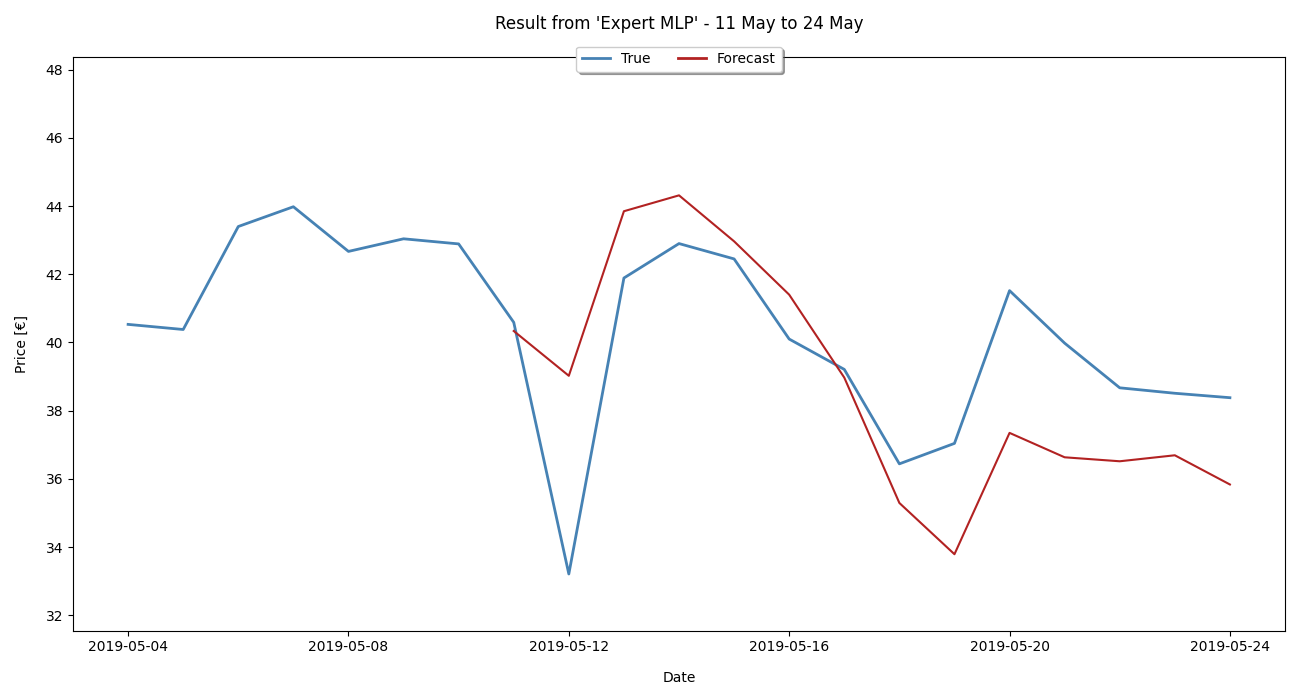 Result from 'Expert MLP' - 11 May to 24 May
True Forecast
48
46
44
42
40
38
36
34
32
Price [€]
2019-05-04 2019-05-08 2019-05-12 2019-05-16 2019-05-20 2019-05-24
Date